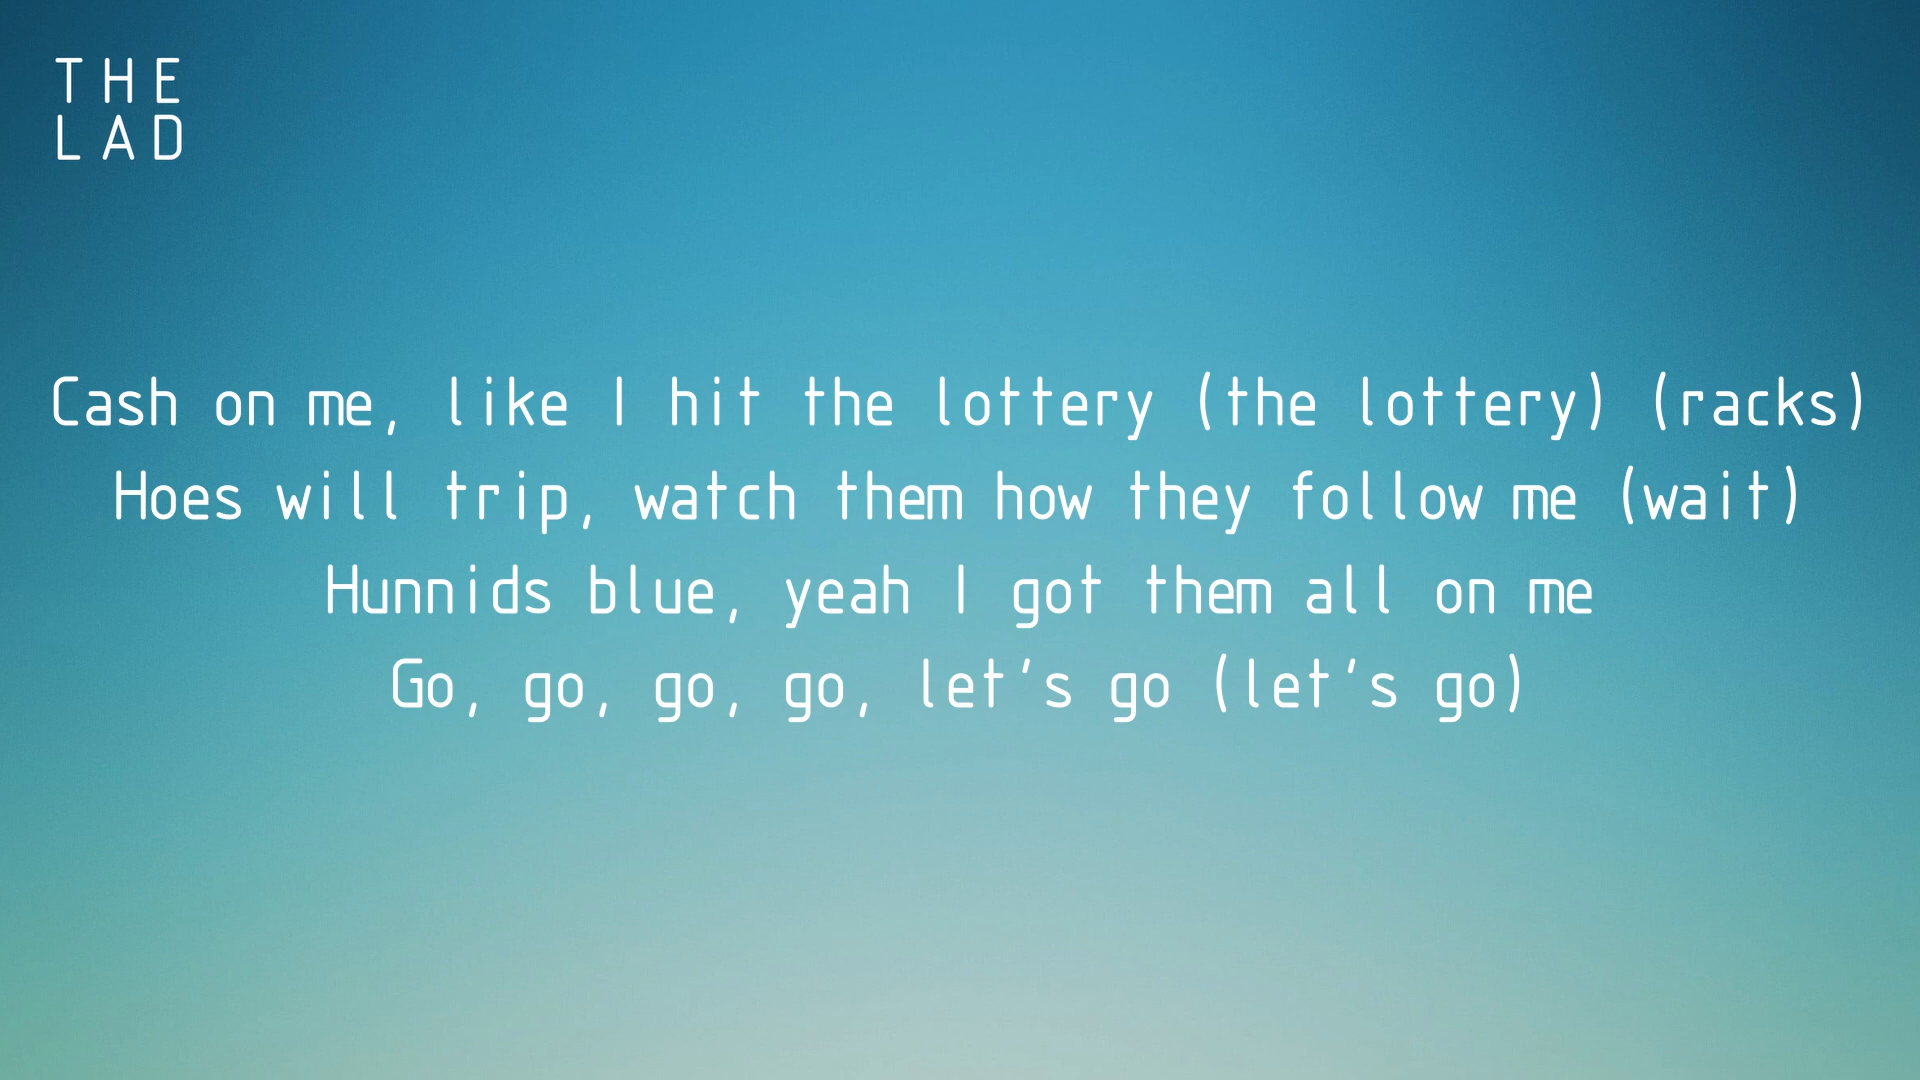 THE
LAD
Cash on me, like I hit the lottery (the lottery) (racks)
Hoes will trip, watch them how they follow me (wait)
Hunnids blue, yeah I got them all on me
Go, go, go, go, let's go (let's go)